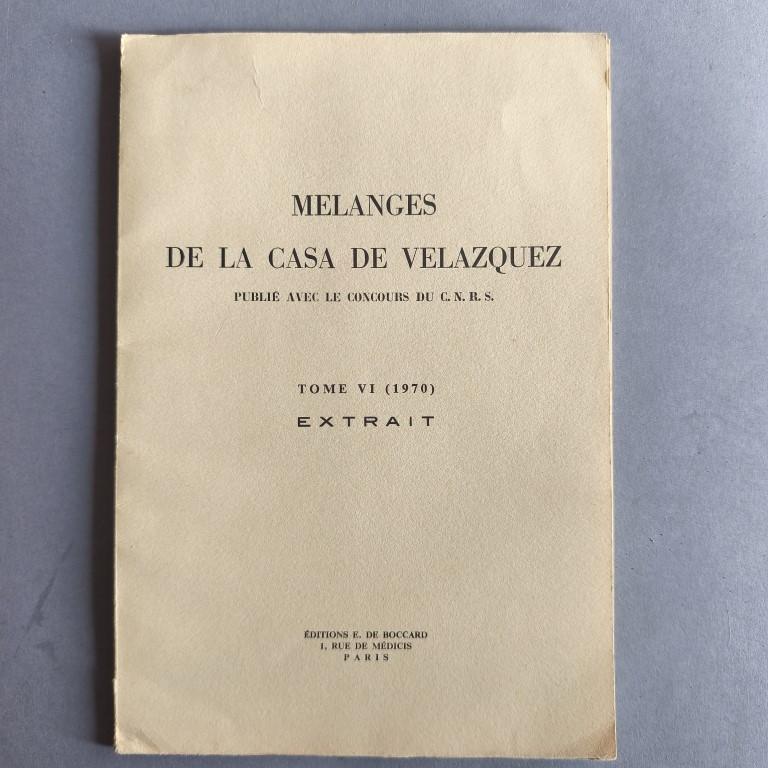 MELANGES
DE LA CASA DE VELAZQUEZ
PUBLIÉ AVEC LE CONCOURS DU C. N. R. S.
TOME VI (1970)
EXTRAIT
ÉDITIONS E. DE BOCCARD
1, RUE DE MÉDICIS
PARIS